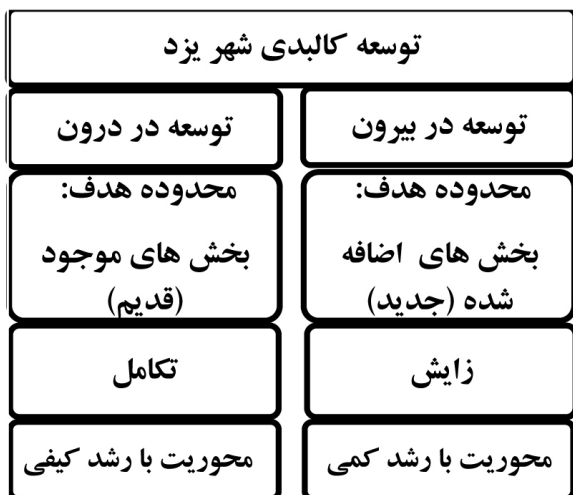 توسعه کالبدی شهر یزد
توسعه در بیرون
توسعه در درون
محدوده هدف:
بخش های اضافه
شده (جدید)
محدوده هدف:
بخش های موجود
(قدیم)
زایش
تکامل
محوریت با رشد کمی
محوریت با رشد کیفی